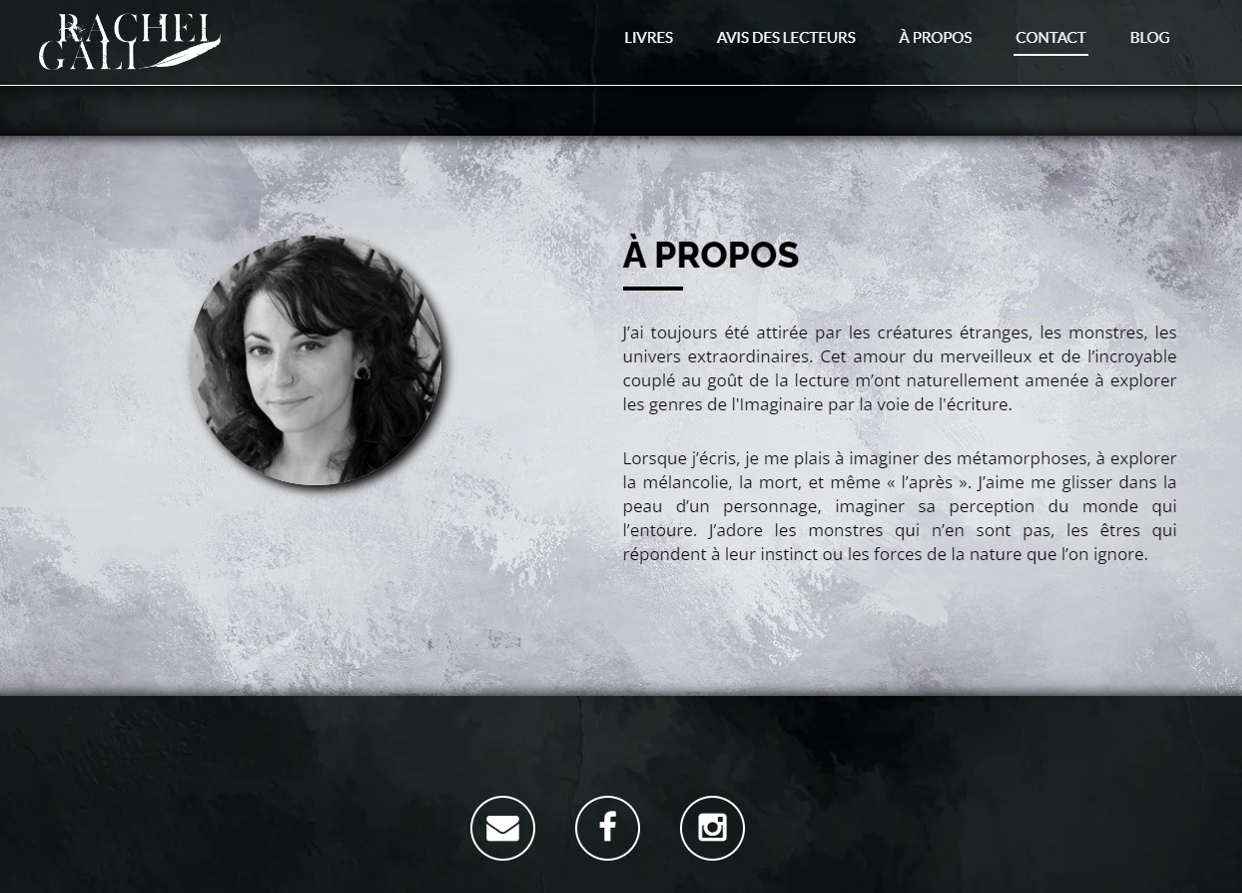 RACHEL
GALI
LIVRES AVIS DES LECTEURS À PROPOS CONTACT BLOG
À PROPOS
J’ai toujours été attirée par les créatures étranges, les monstres, les
univers extraordinaires. Cet amour du merveilleux et de l’incroyable
couplé au goût de la lecture m’ont naturellement amenée à explorer
les genres de l'Imaginaire par la voie de l'écriture.
Lorsque j’écris, je me plais à imaginer des métamorphoses, à explorer
la mélancolie, la mort, et même « l’après ». J’aime me glisser dans la
peau d’un personnage, imaginer sa perception du monde qui
l’entoure. J’adore les monstres qui n’en sont pas, les êtres qui
répondent à leur instinct ou les forces de la nature que l’on ignore.